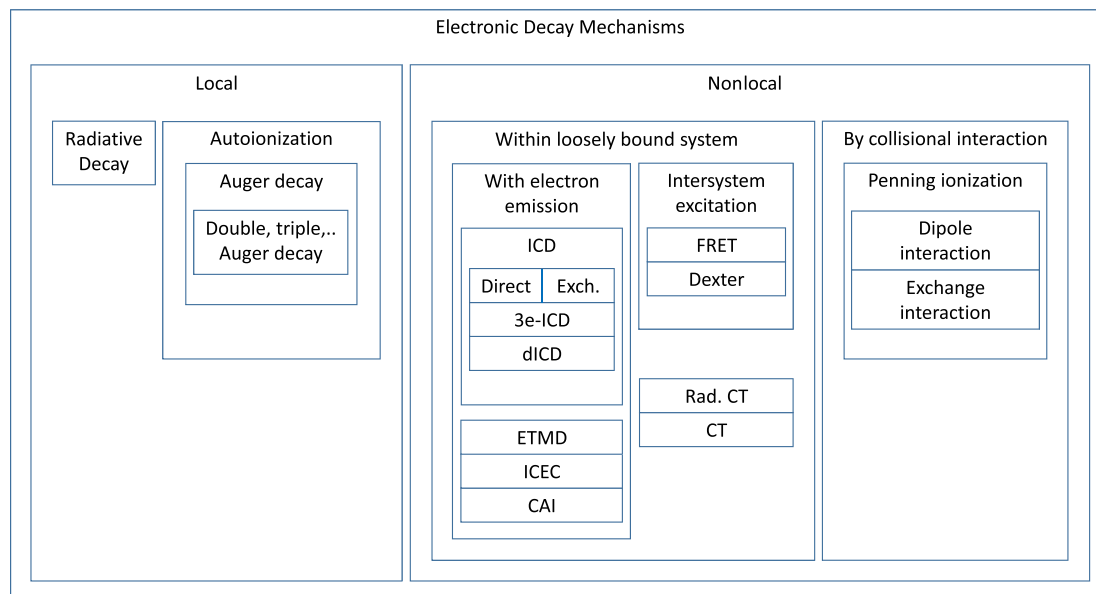 Electronic Decay Mechanisms
Local
Radiative
Decay
Autoionization
Auger decay
Double, triple,..
Auger decay
Nonlocal
Within loosely bound system
With electron
emission
ICD
Direct
Exch.
3e-ICD
dICD
ETMD
ICEC
CAI
Intersystem
excitation
FRET
Dexter
Rad. CT
CT
By collisional interaction
Penning ionization
Dipole
interaction
Exchange
interaction